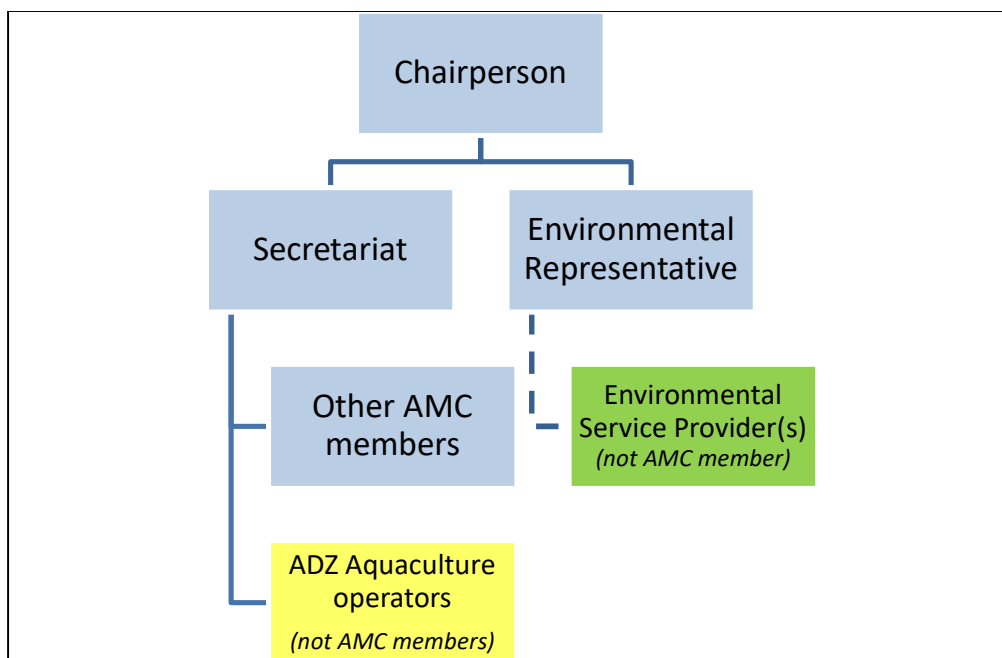 Chairperson
Secretariat
Environmental
Representative
Other AMC
members
Environmental
Service Provider(s)
(not AMC member)
ADZ Aquaculture
operators
(not AMC members)